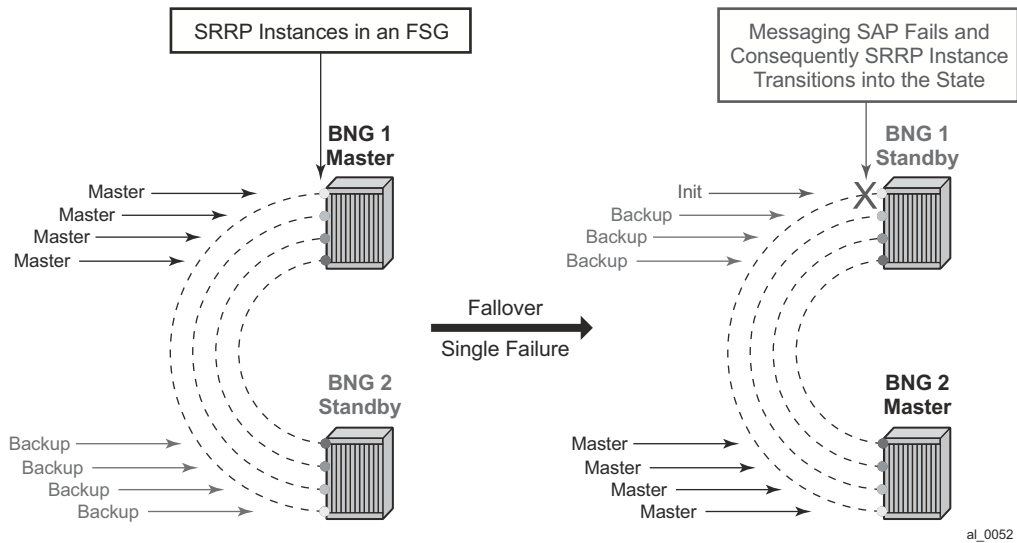 SRRP Instances in an FSG
BNG 1
Master
Master
Master
Master
Master
BNG 2
Standby
Backup
Backup
Backup
Backup
Fallover
Single Failure
Messaging SAP Fails and
Consequently SRRP Instance
Transitions into the State
BNG 1
Standby
Init
X
Backup
Backup
Backup
BNG 2
Master
Master
Master
Master
Master
al_0052